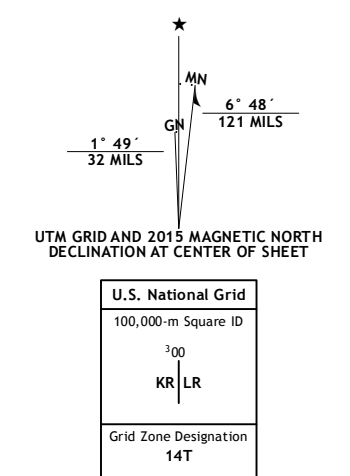 ★
MN
GN
6° 48´
121 MILS
1° 49´
32 MILS
UTM GRID AND 2015 MAGNETIC NORTH
DECLINATION AT CENTER OF SHEET
U.S. National Grid
100,000-m Square ID
³00
KR LR
Grid Zone Designation
14T